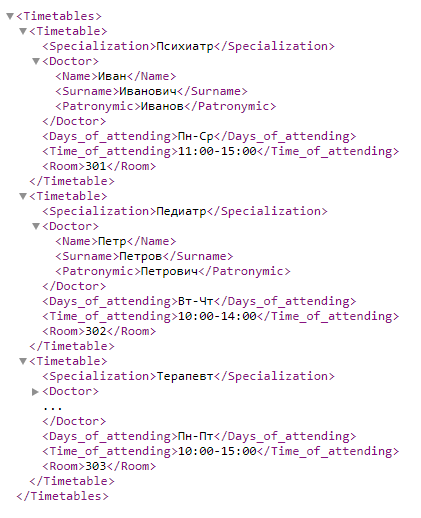 <Timetables>
<Timetable>
<Specialization>Психиатр</Specialization>
<Doctor>
<Name>Иван</Name>
<Surname>Иванович</Surname>
<Patronymic>Иванов</Patronymic>
</Doctor>
<Days_of_attending>Пн-Ср</Days_of_attending>
<Time_of_attending>11:00-15:00</Time_of_attending>
<Room>301</Room>
</Timetable>
<Timetable>
<Specialization>Педиатр</Specialization>
<Doctor>
<Name>Петр</Name>
<Surname>Петров</Surname>
<Patronymic>Петрович</Patronymic>
</Doctor>
<Days_of_attending>Вт-Чт</Days_of_attending>
<Time_of_attending>10:00-14:00</Time_of_attending>
<Room>302</Room>
</Timetable>
<Timetable>
<Specialization>Терапевт</Specialization>
<Doctor>
...
</Doctor>
<Days_of_attending>Пн-Пт</Days_of_attending>
<Time_of_attending>10:00-15:00</Time_of_attending>
<Room>303</Room>
</Timetable>
</Timetables>